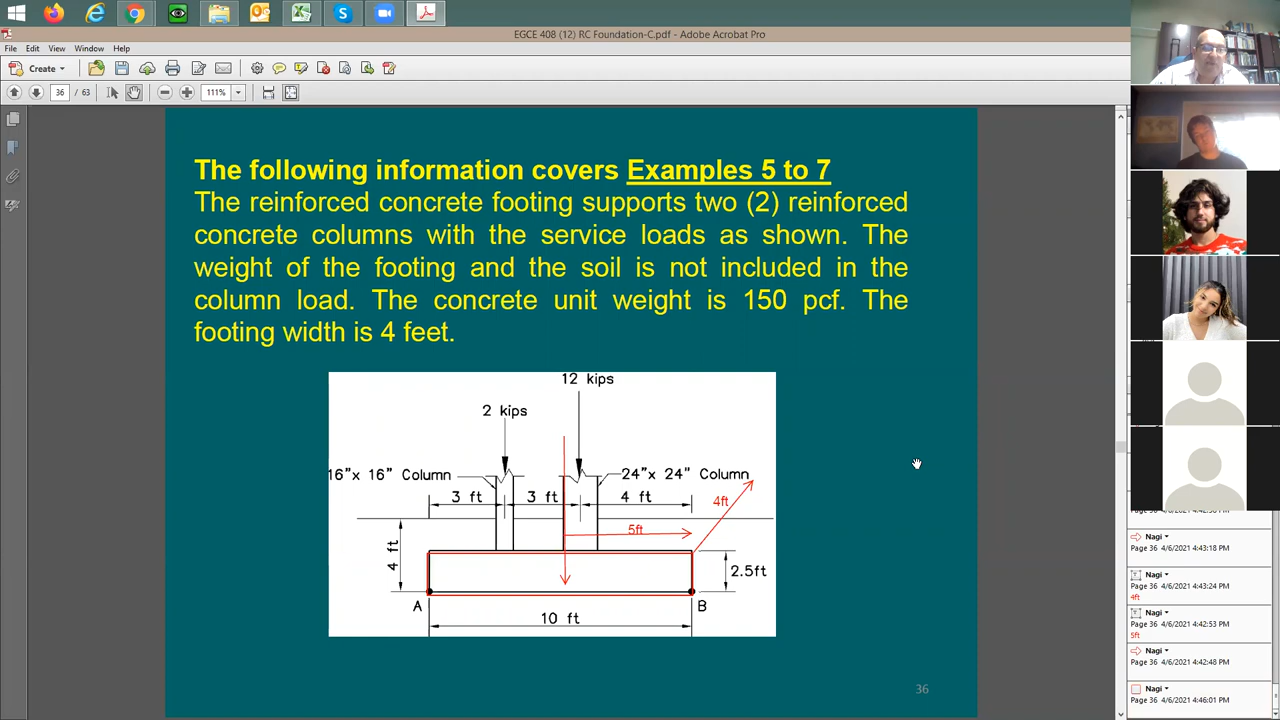 EGCE 408 (12) RC Foundation-C.pdf - Adobe Acrobat Pro
File Edit View Window Help
Create
36 / 63
111%
The following information covers Examples 5 to 7
The reinforced concrete footing supports two (2) reinforced
concrete columns with the service loads as shown. The
weight of the footing and the soil is not included in the
column load. The concrete unit weight is 150 pcf. The
footing width is 4 feet.
12 kips
2 kips
16"x 16" Column
24"x 24" Column
3 ft
3 ft
4 ft
4ft
5ft
4 ft
2.5ft
A
B
10 ft
36
Nagi
Page 36 4/6/2021 4:43:18 PM
Nagi
Page 36 4/6/2021 4:43:24 PM
4ft
Nagi
Page 36 4/6/2021 4:42:53 PM
5ft
Nagi
Page 36 4/6/2021 4:42:48 PM
Nagi
Page 36 4/6/2021 4:46:01 PM